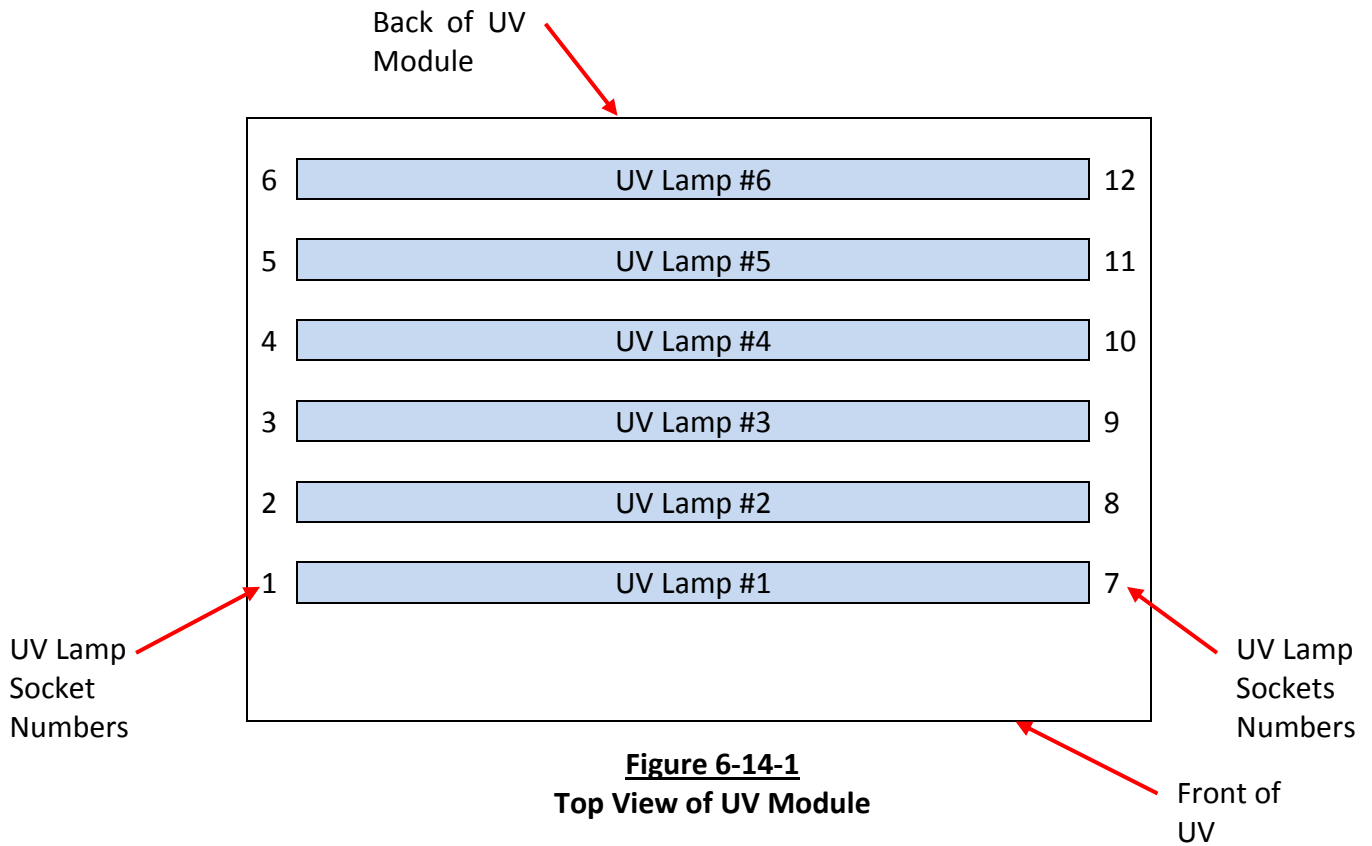 Back of UV
Module
6 UV Lamp #6 12
5 UV Lamp #5 11
4 UV Lamp #4 10
3 UV Lamp #3 9
2 UV Lamp #2 8
1 UV Lamp #1 7
UV Lamp
Socket
Numbers
UV Lamp
Sockets
Numbers
Figure 6-14-1
Top View of UV Module
Front of
UV